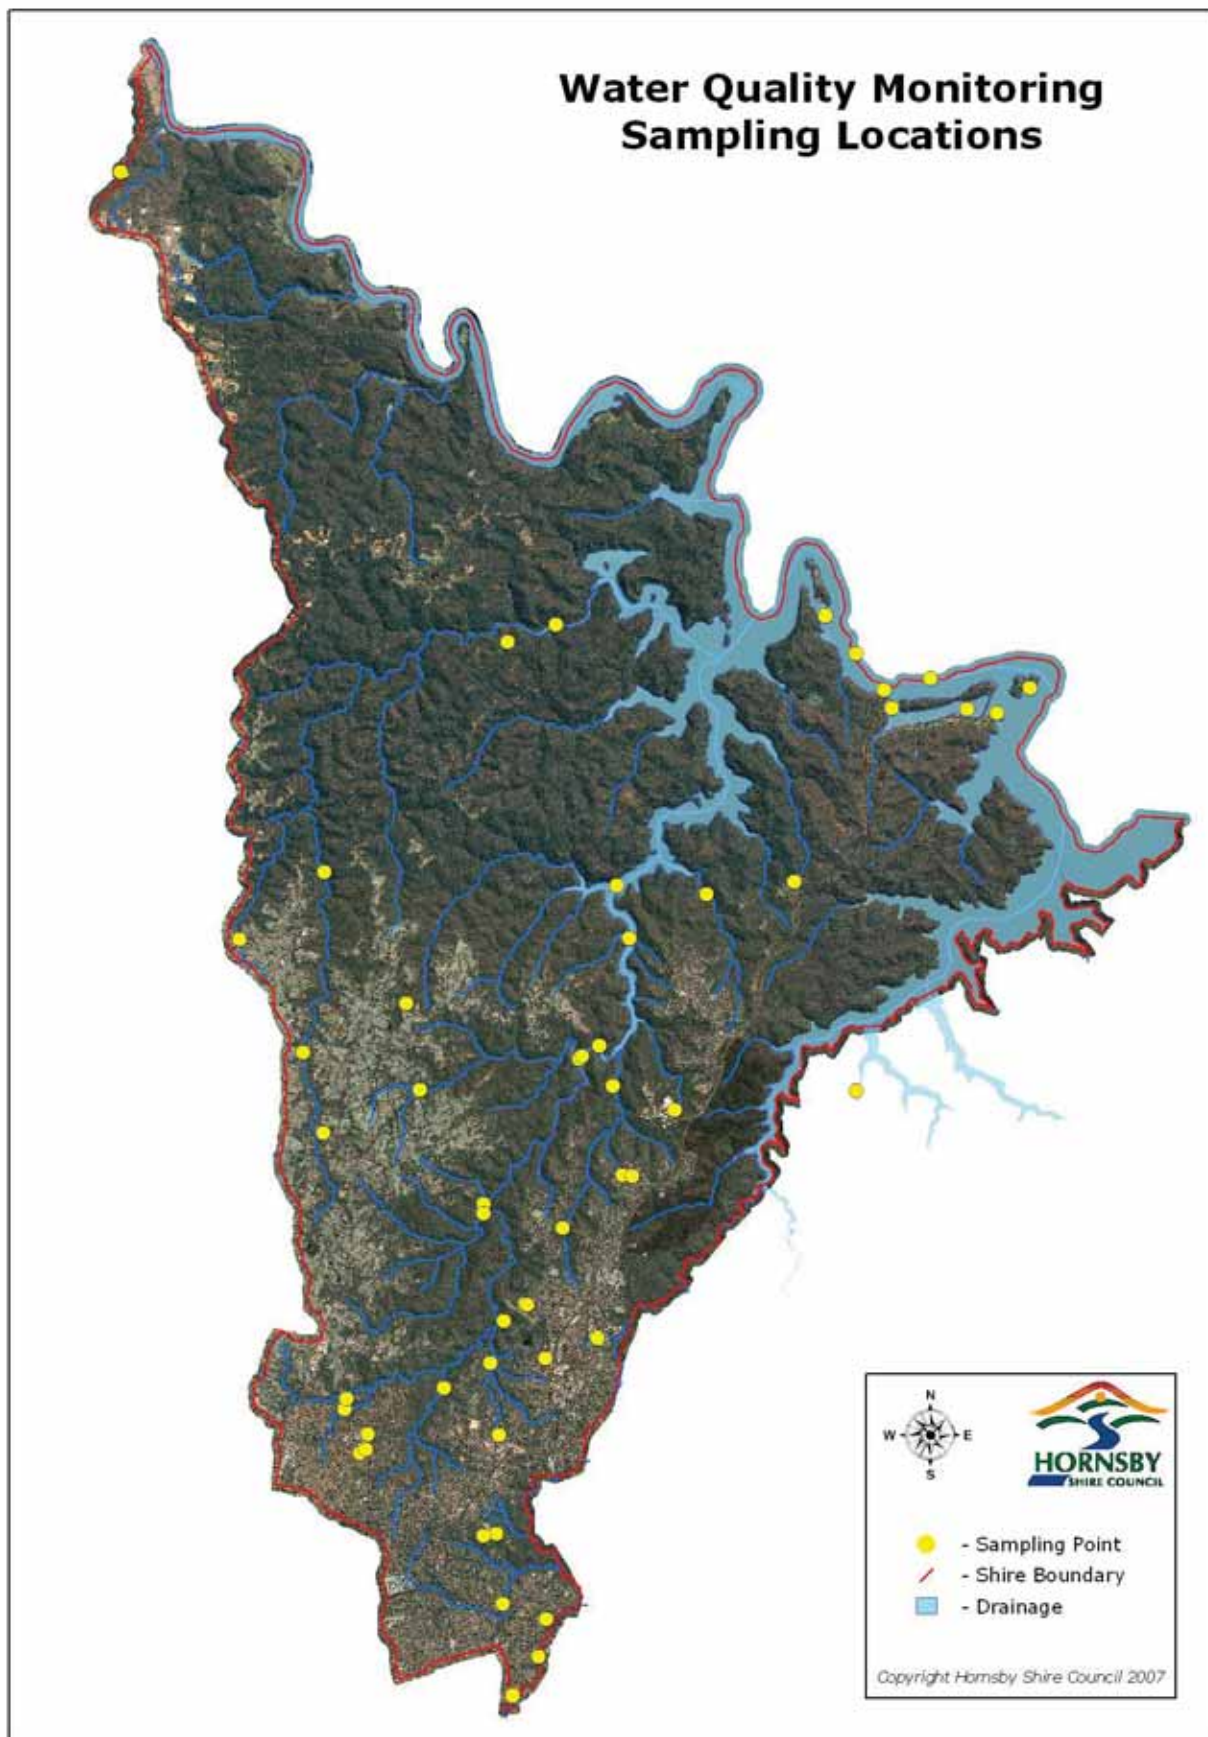 Water Quality Monitoring
Sampling Locations
N
W E
S
HORNSBY
SHIRE COUNCIL
- Sampling Point
- Shire Boundary
- Drainage
Copyright Hornsby Shire Council 2007